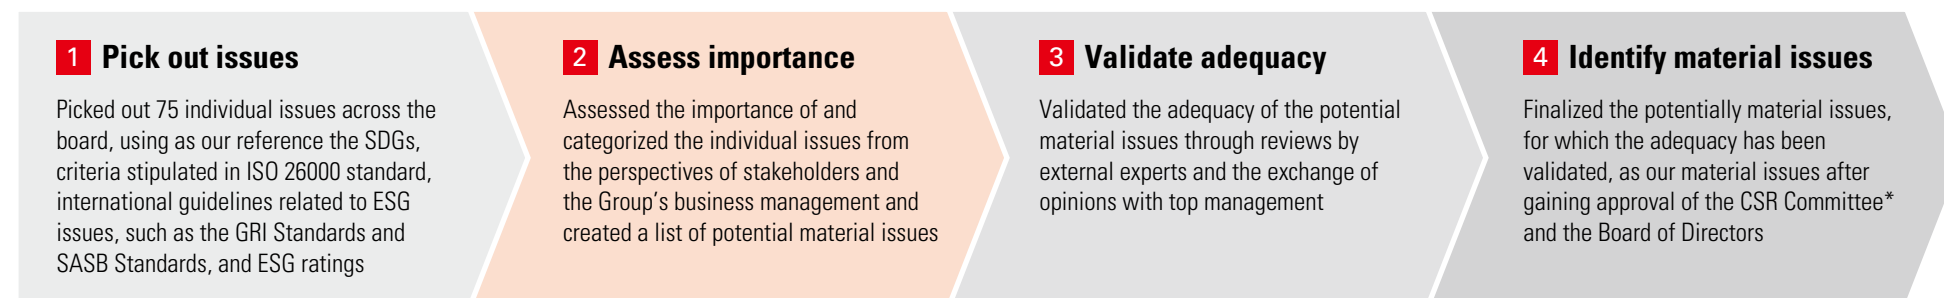 1 Pick out issues
Picked out 75 individual issues across the
board, using as our reference the SDGs,
criteria stipulated in ISO 26000 standard,
international guidelines related to ESG
issues, such as the GRI Standards and
SASB Standards, and ESG ratings
2 Assess importance
Assessed the importance of and
categorized the individual issues from
the perspectives of stakeholders and
the Group's business management and
created a list of potential material issues
3 Validate adequacy
Validated the adequacy of the potential
material issues through reviews by
external experts and the exchange of
opinions with top management
4 Identify material issues
Finalized the potentially material issues,
for which the adequacy has been
validated, as our material issues after
gaining approval of the CSR Committee*
and the Board of Directors